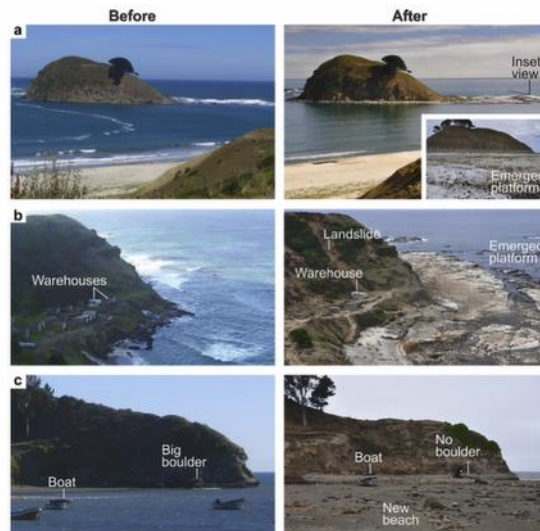 Before
After
a
Inset
view
Emerged
platform
b
Warehouses
Landslide
Warehouse
Emerged
platform
c
Big
boulder
Boat
No
boulder
Boat
New
beach